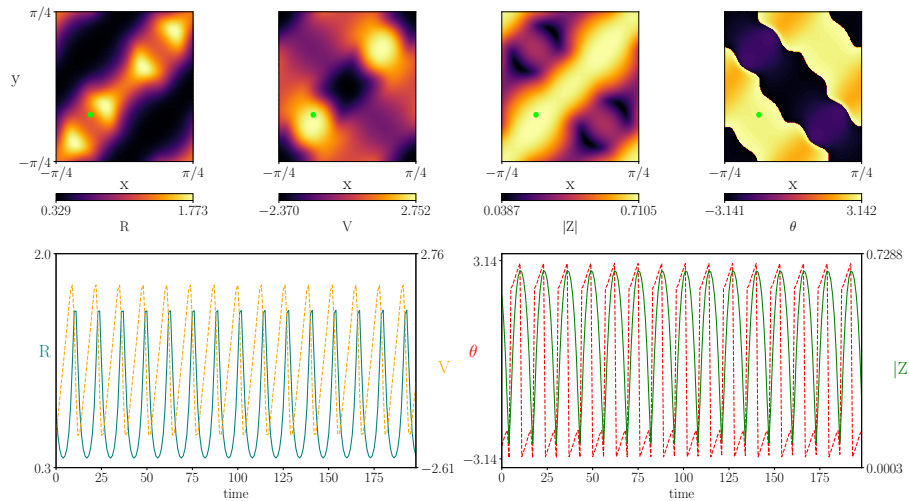 π/4
y
−π/4
−π/4 π/4 −π/4 π/4 −π/4 π/4 −π/4 π/4
x x x x
0.329 1.773 −2.370 2.752 0.0387 0.7105 −3.141 3.142
R V |Z| θ
2.0 2.76 3.14 0.7288
R V θ |Z
0.3 −2.61 −3.14 0.0003
0 25 50 75 100 125 150 175 0 25 50 75 100 125 150 175
time time